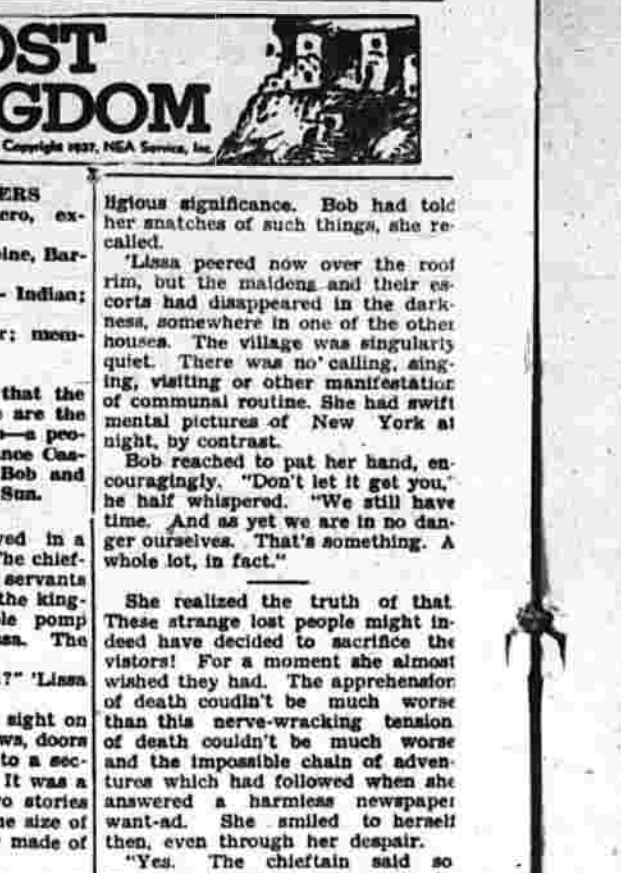 OST
GDOM
Copyright 1937, NEA Service, Inc.
ERS
ero, ex-
ine, Bar-
- Indian;
r; mem-
that the
are the
—a peo-
nce Cas-
Bob and
Sun.
ved in a
he chief-
servants
the king-
le pomp
ssa. The
?" 'Lissa
sight on
ws, doors
to a sec-
It was a
o stories
he size of
made of
ligious significance. Bob had told
her snatches of such things, she re-
called.
'Lissa peered now over the roof
rim, but the maidens and their es-
corts had disappeared in the dark-
ness, somewhere in one of the other
houses. The village was singularly
quiet. There was no' calling, sing-
ing, visiting or other manifestation
of communal routine. She had swift
mental pictures of New York at
night, by contrast.
Bob reached to pat her hand, en-
couragingly. "Don't let it get you,"
he half whispered. "We still have
time. And as yet we are in no dan-
ger ourselves. That's something. A
whole lot, in fact."
She realized the truth of that.
These strange lost people might in-
deed have decided to sacrifice the
vistors! For a moment she almost
wished they had. The apprehension
of death coudln't be much worse
than this nerve-wracking tension
of death couldn't be much worse
and the impossible chain of adven-
tures which had followed when she
answered a harmless newspaper
want-ad. She smiled to herself
then, even through her despair.
"Yes. The chieftain said so